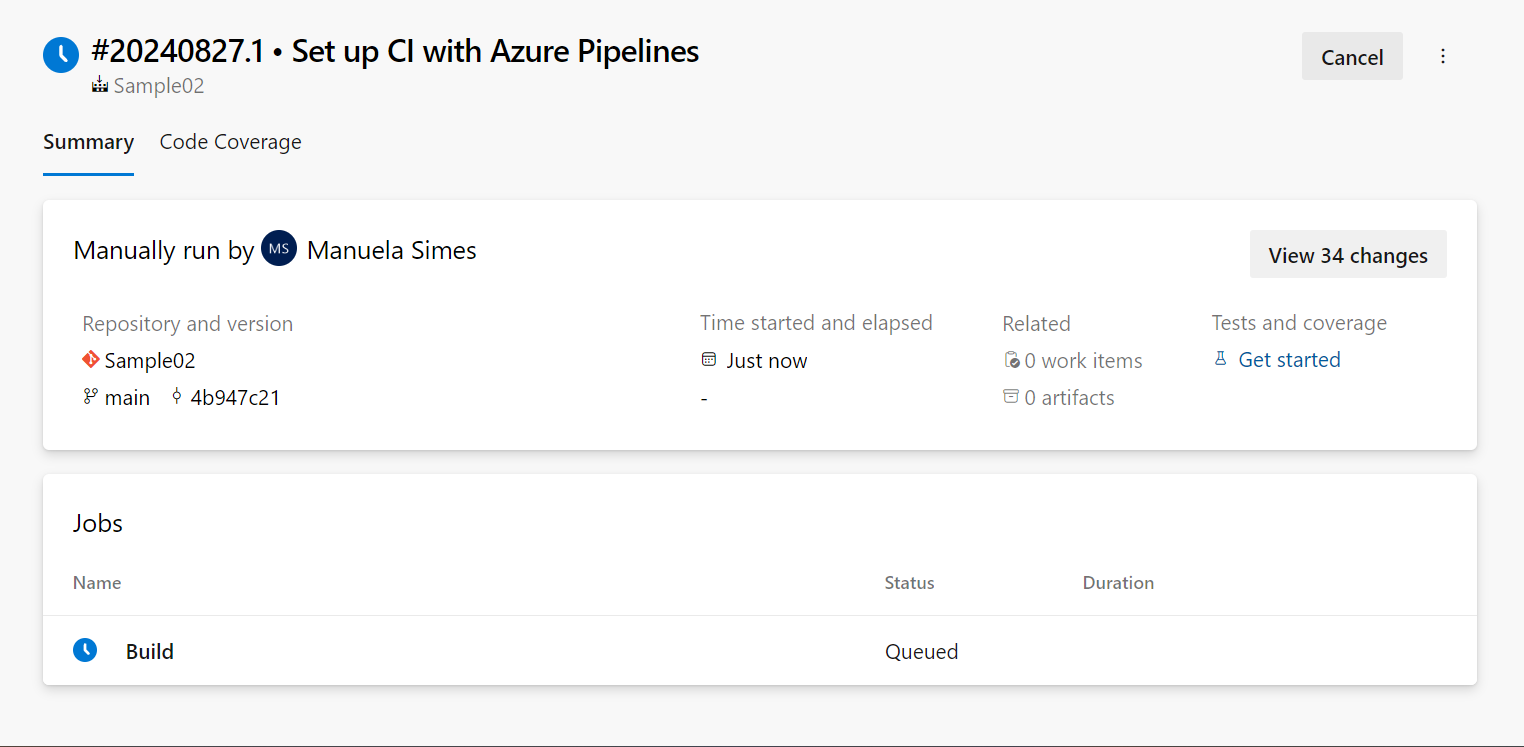 #20240827.1 • Set up CI with Azure Pipelines
Cancel
Sample02
Summary
Code Coverage
Manually run by MS Manuela Simes
View 34 changes
Repository and version
Time started and elapsed
Related
Tests and coverage
Sample02
Just now
0 work items
Get started
main
4b947c21
-
0 artifacts
Jobs
Name
Status
Duration
Build
Queued